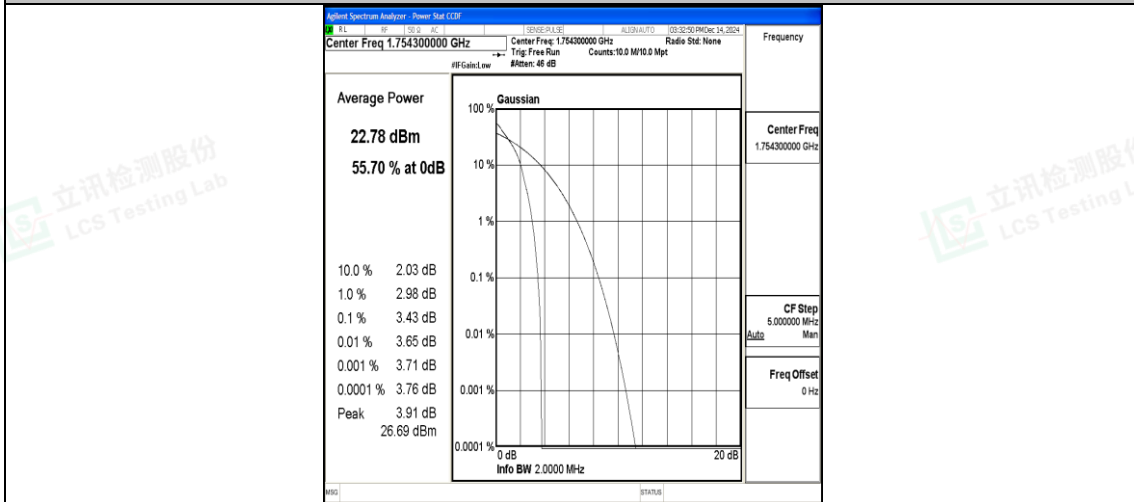 Agilent Spectrum Analyzer - Power Stat CCDF
LXI RL RF 50 Ω AC SENSE:PULSE ALIGN AUTO 03:32:50 PM Dec 14, 2024
Center Freq 1.754300000 GHz
Center Freq: 1.754300000 GHz Radio Std: None
Trig: Free Run Counts:10.0 M/10.0 Mpt
#IFGain:Low #Atten: 46 dB
Frequency
Average Power
22.78 dBm
55.70 % at 0dB
10.0 % 2.03 dB
1.0 % 2.98 dB
0.1 % 3.43 dB
0.01 % 3.65 dB
0.001 % 3.71 dB
0.0001 % 3.76 dB
Peak 3.91 dB
26.69 dBm
Gaussian
100 %
10 %
1 %
0.1 %
0.01 %
0.001 %
0.0001 %
0 dB 20 dB
Info BW 2.0000 MHz
Center Freq
1.754300000 GHz
CF Step
5.000000 MHz
Auto Man
Freq Offset
0 Hz
MSG STATUS
立讯检测股份
LCS Testing Lab
立讯检测股份
LCS Testing L